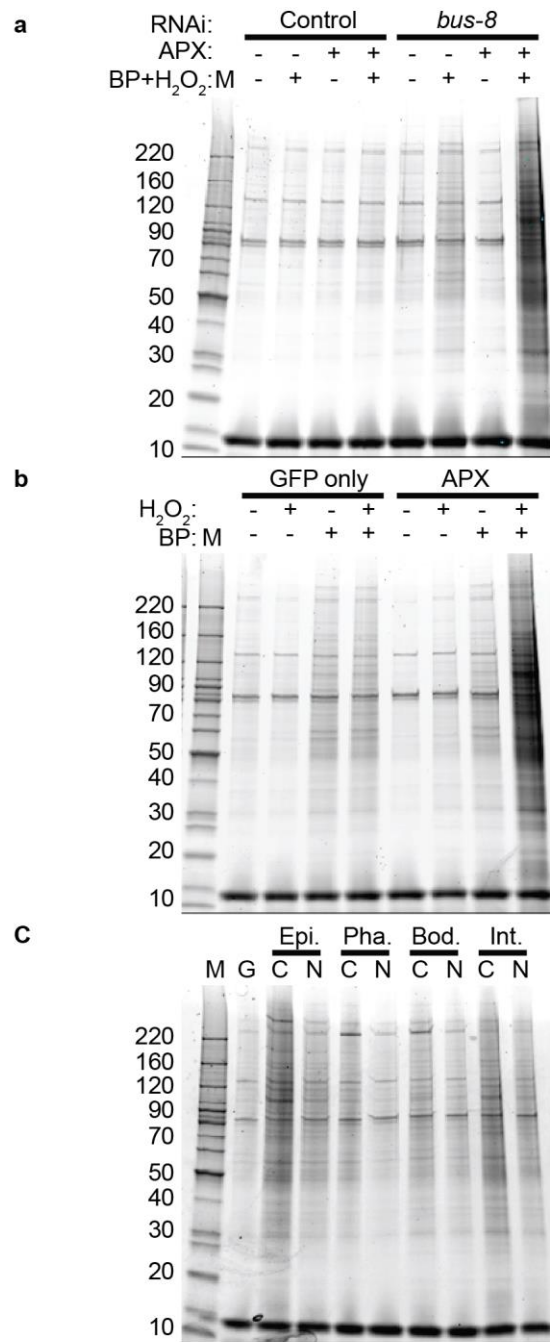 a
RNAi: Control bus-8
APX: - - + + - - + +
BP+H₂O₂: M - + - + - + - +
220
160
120
90
70
50
40
30
20
10
b
GFP only APX
H₂O₂: - + - + - + - +
BP: M - - + + - - + +
220
160
120
90
70
50
40
30
20
10
C
Epi. Pha. Bod. Int.
M G C N C N C N C N
220
160
120
90
70
50
40
30
20
10